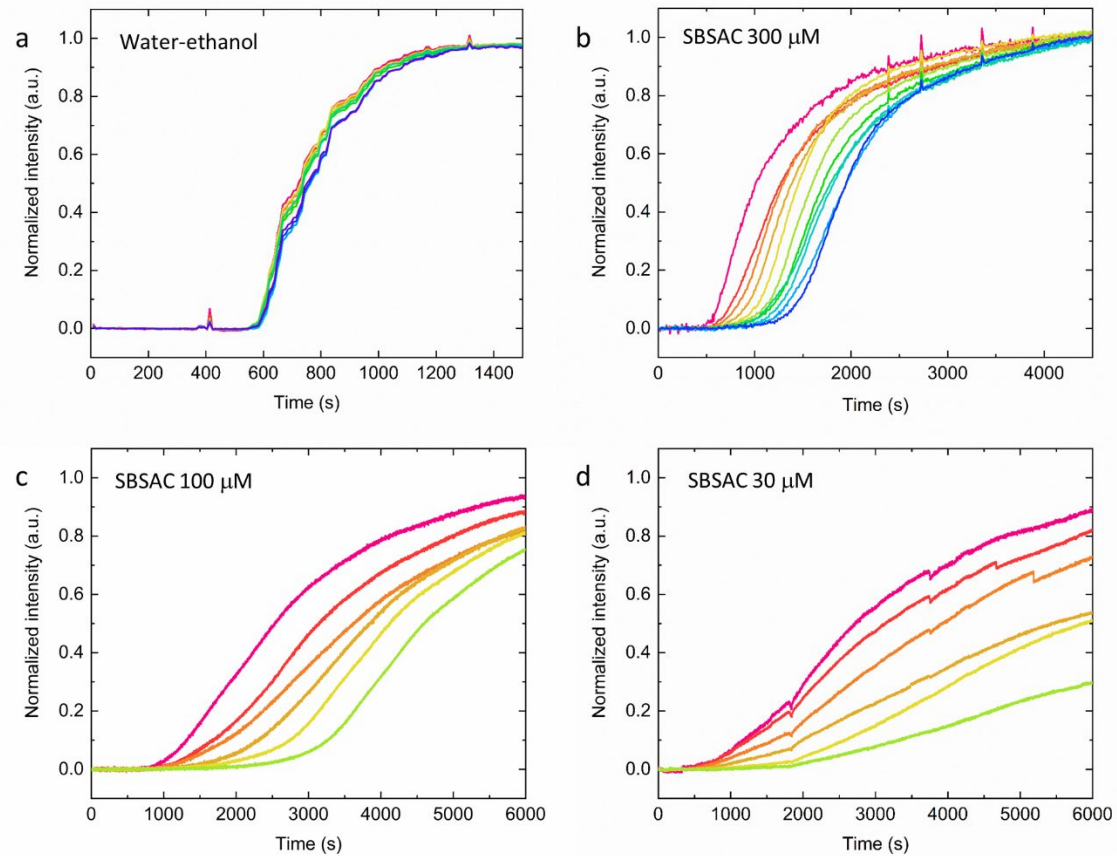 a
Water-ethanol
Normalized intensity (a.u.)
1.0
0.8
0.6
0.4
0.2
0.0
0 200 400 600 800 1000 1200 1400
Time (s)
b
SBSAC 300 μM
Normalized intensity (a.u.)
1.0
0.8
0.6
0.4
0.2
0.0
0 1000 2000 3000 4000
Time (s)
c
SBSAC 100 μM
Normalized intensity (a.u.)
1.0
0.8
0.6
0.4
0.2
0.0
0 1000 2000 3000 4000 5000 6000
Time (s)
d
SBSAC 30 μM
Normalized intensity (a.u.)
1.0
0.8
0.6
0.4
0.2
0.0
0 1000 2000 3000 4000 5000 6000
Time (s)